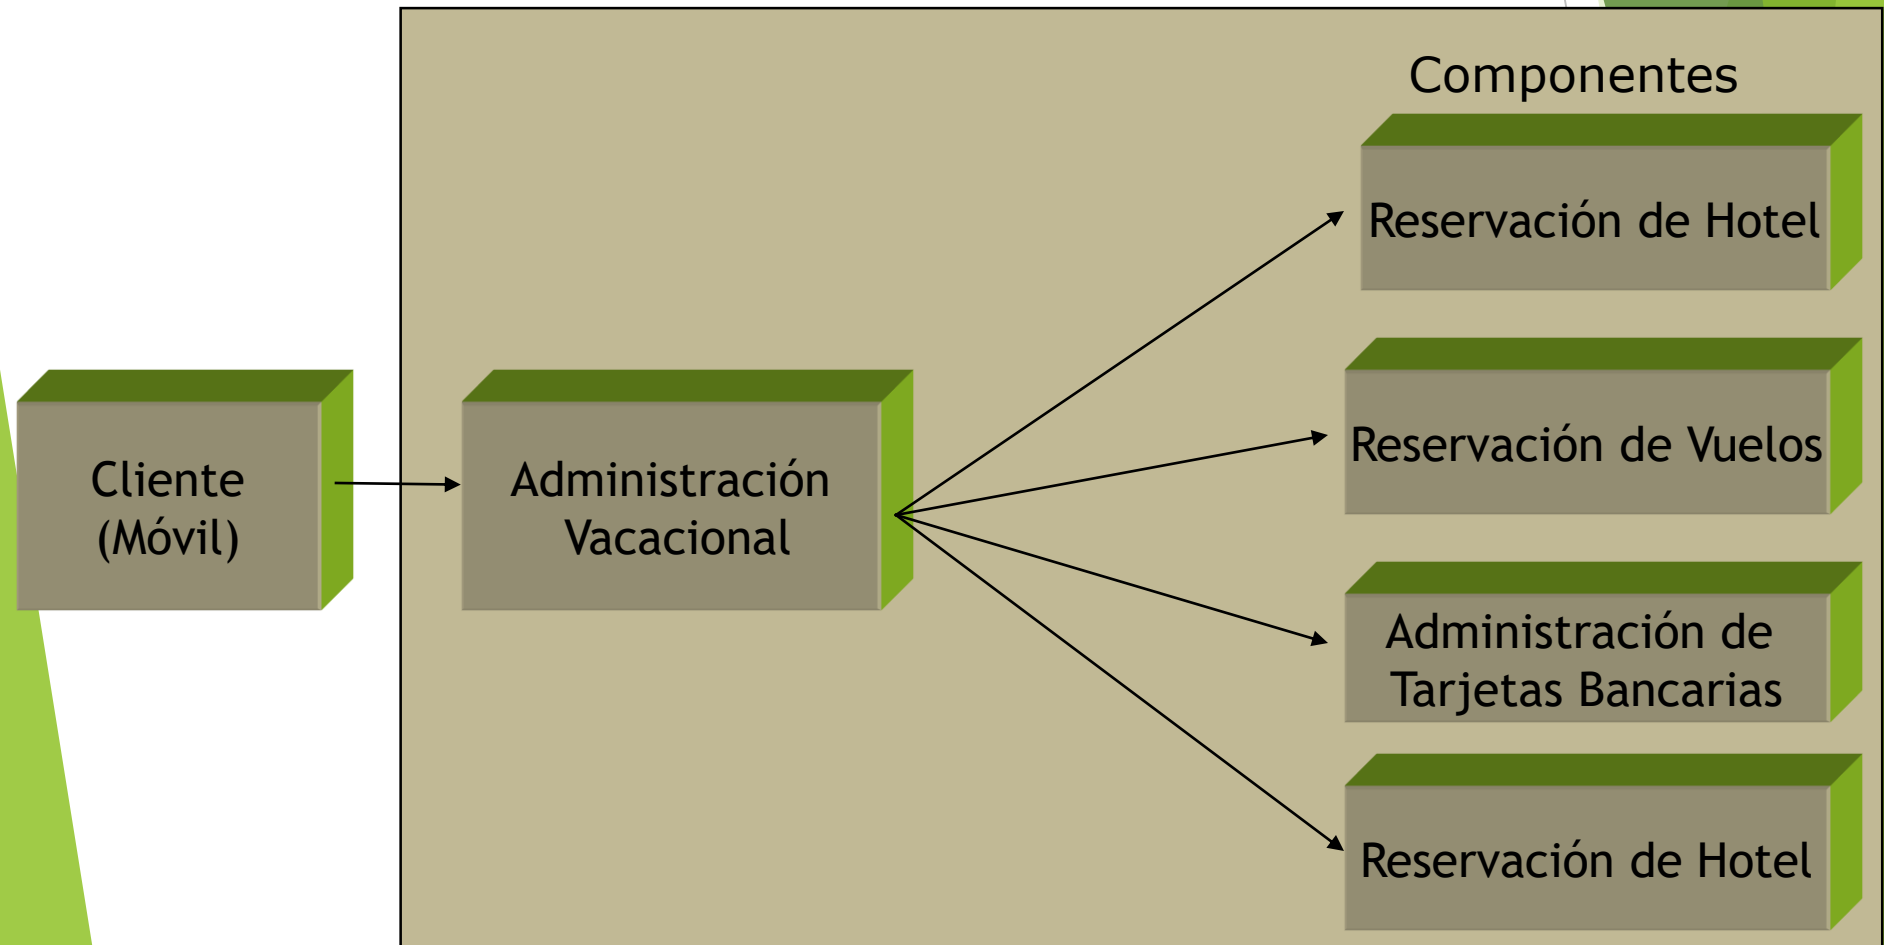 Componentes
Reservación de Hotel
Reservación de Vuelos
Cliente
(Móvil)
Administración
Vacacional
Administración de
Tarjetas Bancarias
Reservación de Hotel